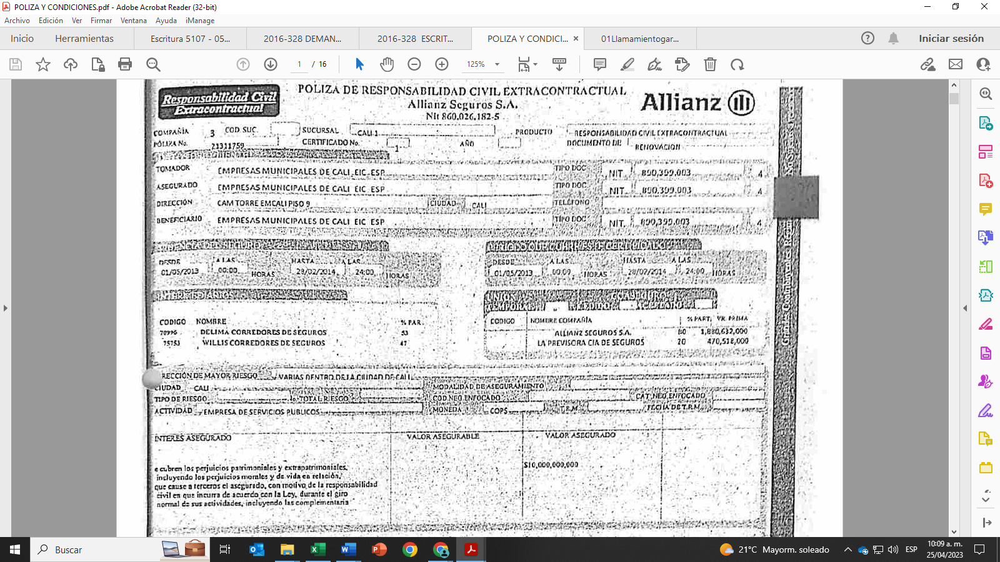 POLIZA Y CONDICIONES.pdf - Adobe Acrobat Reader (32-bit)
Archivo Edición Ver Firmar Ventana Ayuda iManage
Inicio Herramientas Escritura 5107 - 05... 2016-328 DEMAN... 2016-328 ESCRIT... POLIZA Y CONDICI... 01Llamamientogar... Iniciar sesión
1 / 16 125%
Responsabilidad Civil
Extracontractual
POLIZA DE RESPONSABILIDAD CIVIL EXTRACONTRACTUAL
Allianz Seguros S.A.
Nit 860.026.182-5
Allianz
COMPAÑIA 3 COD. SUC. SUCURSAL CALI 1 PRODUCTO RESPONSABILIDAD CIVIL EXTRACONTRACTUAL
POLIZA No. 21311759 CERTIFICADO No. 1 AÑO DOCUMENTO DE RENOVACION
TOMADOR EMPRESAS MUNICIPALES DE CALI EIC ESP TIPO DOC NIT. 890,399,003 4
ASEGURADO EMPRESAS MUNICIPALES DE CALI EIC ESP TIPO DOC NIT. 890,399,003 4
DIRECCIÓN CAM TORRE EMCALI PISO 9 CIUDAD CALI TELÉFONO
BENEFICIARIO EMPRESAS MUNICIPALES DE CALI EIC ESP TIPO DOC NIT. 890,399,003 4
DESDE A LAS HASTA A LAS
01/05/2013 00:00 HORAS 28/02/2014 24:00 HORAS
DESDE A LAS HASTA A LAS
01/05/2013 00:00 HORAS 28/02/2014 24:00 HORAS
CODIGO NOMBRE % PAR.
70996 DELIMA CORREDORES DE SEGUROS 53
75753 WILLIS CORREDORES DE SEGUROS 47
CODIGO NOMBRE COMPAÑIA % PART. VR. PRIMA
ALLIANZ SEGUROS S.A. 80 1,880,632,000
LA PREVISORA CIA DE SEGUROS 20 470,518,000
RECCIÓN DE MAYOR RIESGO VARIAS DENTRO DE LA CIUDAD DE CALI
CIUDAD CALI MODALIDAD DE ASEGURAMIENTO
TIPO DE RIESGO TOTAL RIESGO COD.NEG ENFOCADO CAT.NEG ENFOCADO
ACTIVIDAD EMPRESA DE SERVICIOS PUBLICOS MONEDA COP$ T.R.M FECHA DE T.R.M
INTERES ASEGURADO VALOR ASEGURABLE VALOR ASEGURADO
e cubren los perjuicios patrimoniales y extrapatrimoniales, $10,000,000,000
incluyendo los perjuicios morales y de vida en relación,
que cause a terceros el asegurado, con motivo de la responsabilidad
civil en que incurra de acuerdo con la Ley, durante el giro
normal de sus actividades, incluyendo las complementaria
Buscar 21°C Mayorm. soleado ESP 10:09 a. m.
25/04/2023